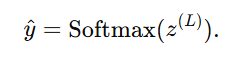 ŷ = Softmax(z^(L)).